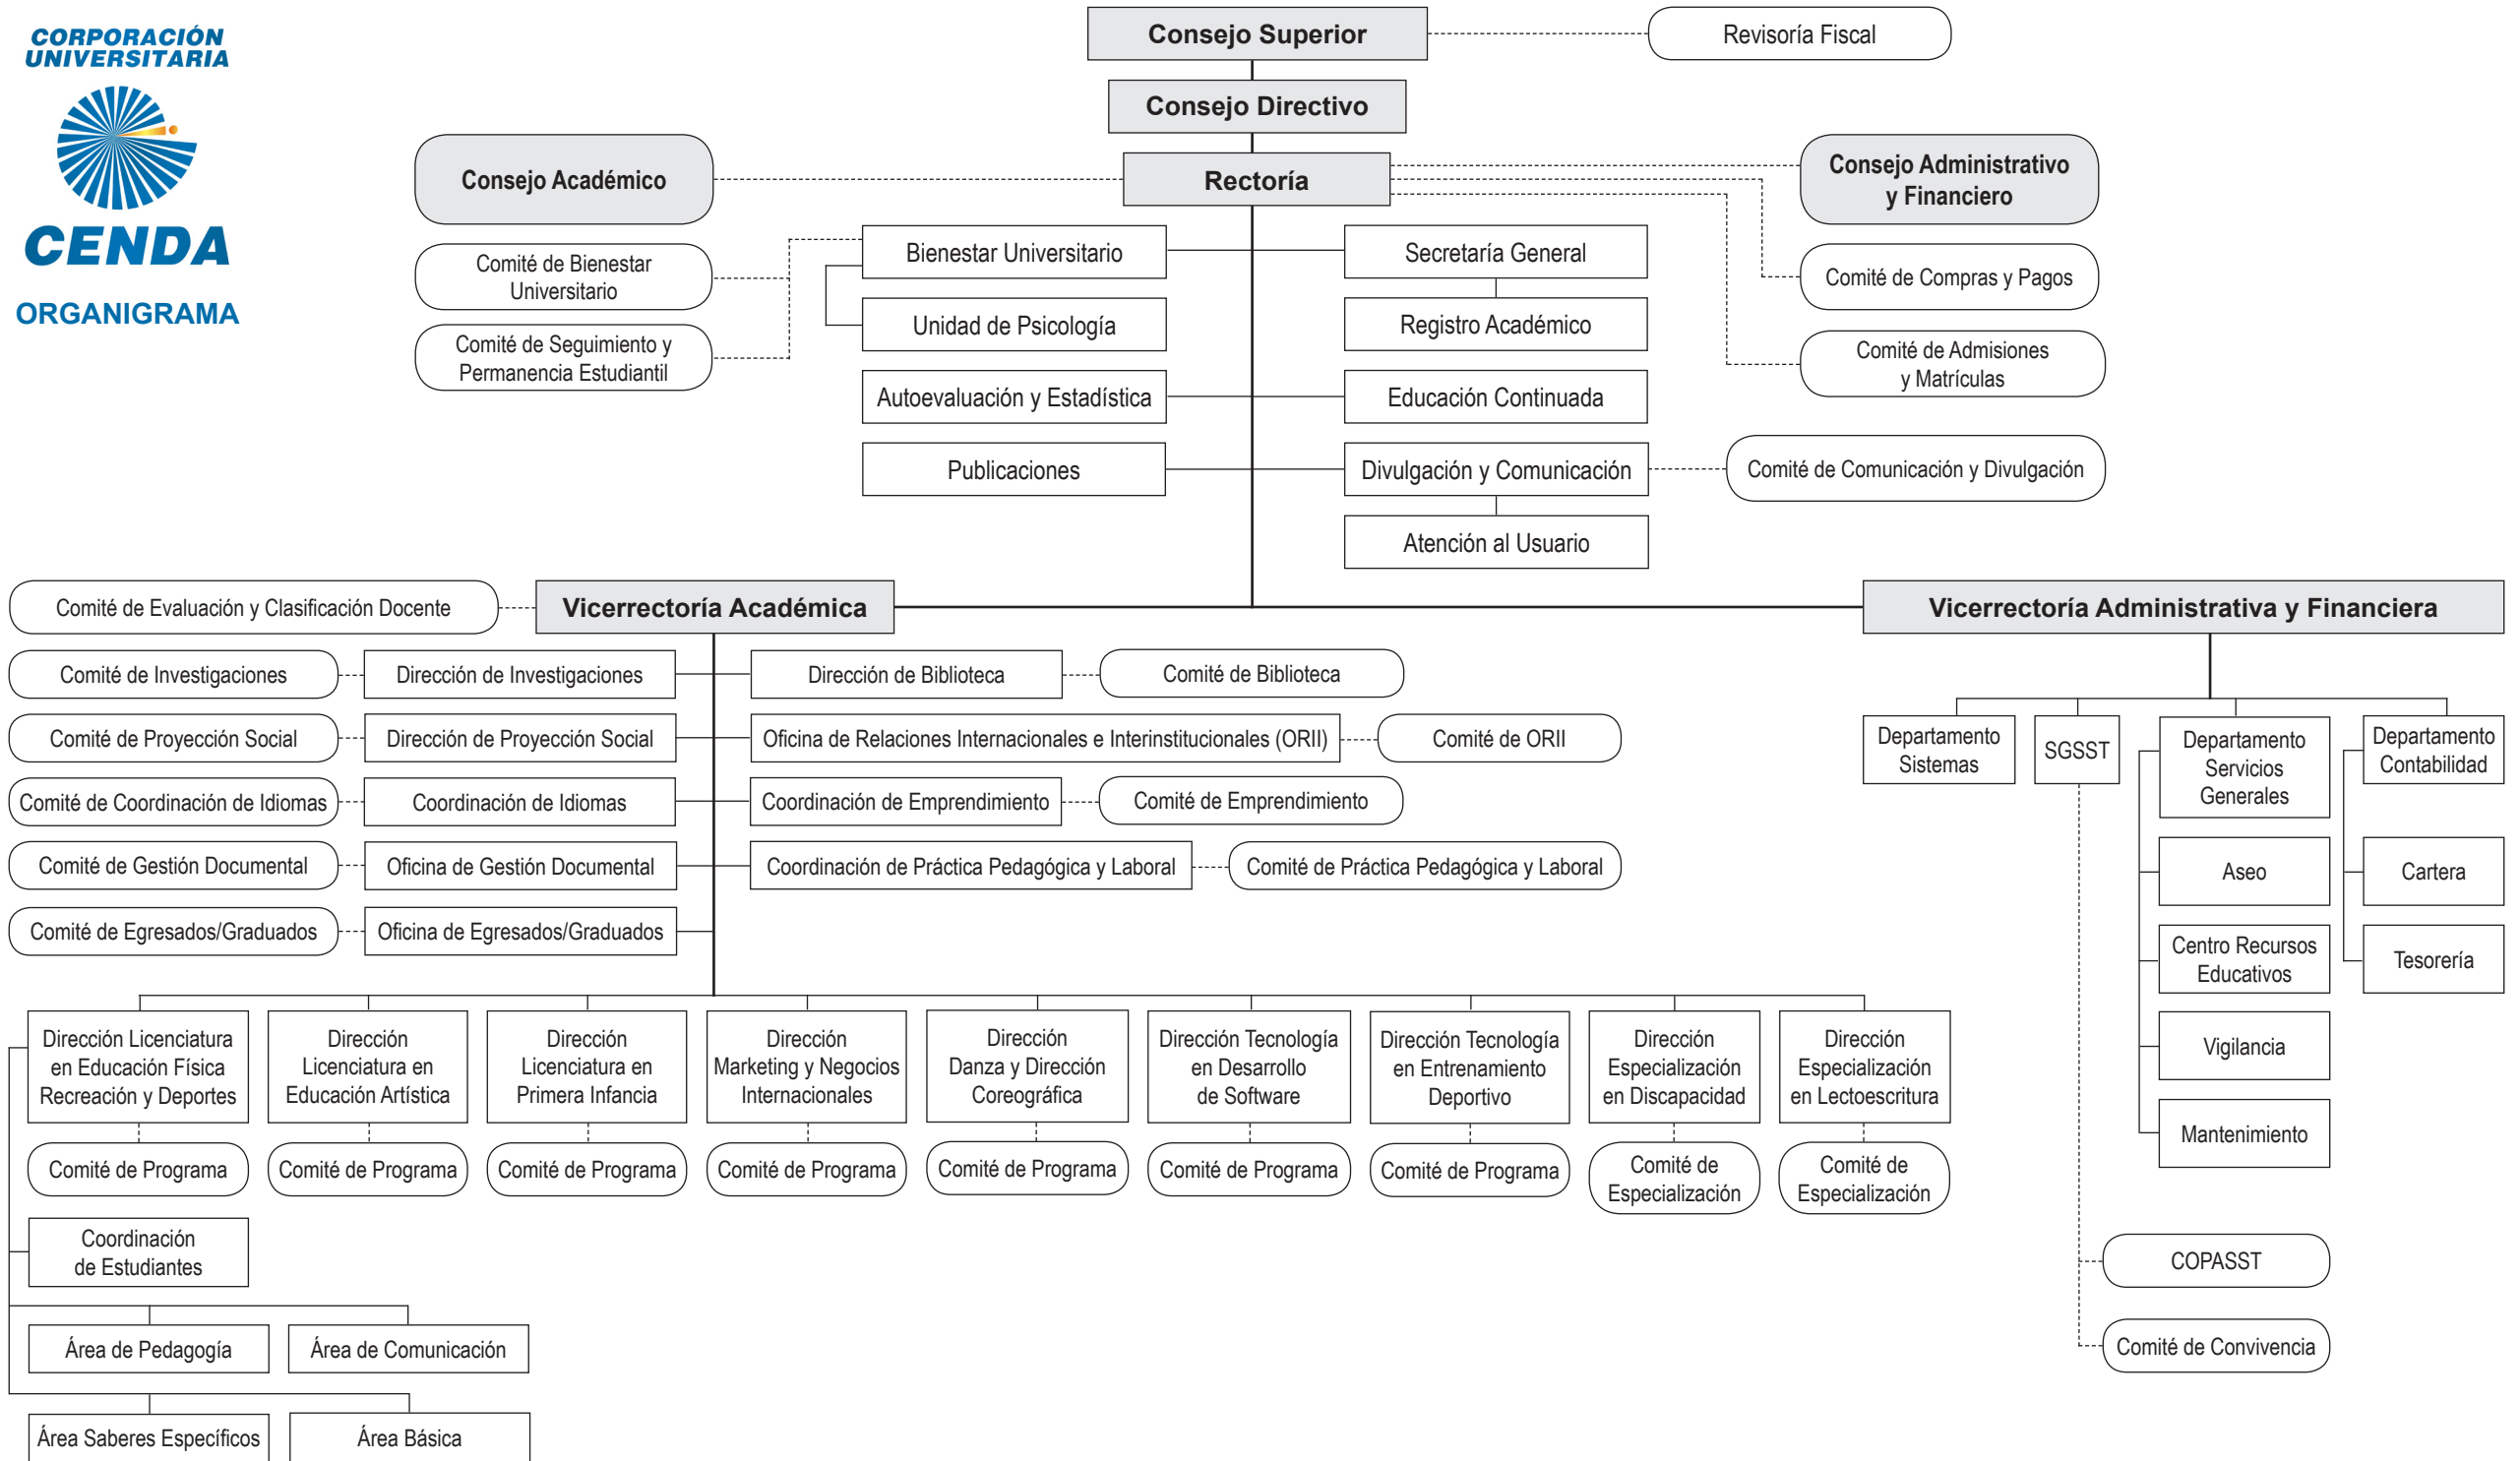 CORPORACIÓN
UNIVERSITARIA
CENDA
ORGANIGRAMA
Consejo Superior
Revisoría Fiscal
Consejo Directivo
Consejo Académico
Rectoría
Consejo Administrativo
y Financiero
Comité de Bienestar
Universitario
Bienestar Universitario
Secretaría General
Comité de Compras y Pagos
Comité de Seguimiento y
Permanencia Estudiantil
Unidad de Psicología
Registro Académico
Comité de Admisiones
y Matrículas
Autoevaluación y Estadística
Educación Continuada
Publicaciones
Divulgación y Comunicación
Comité de Comunicación y Divulgación
Atención al Usuario
Comité de Evaluación y Clasificación Docente
Vicerrectoría Académica
Vicerrectoría Administrativa y Financiera
Comité de Investigaciones
Dirección de Investigaciones
Dirección de Biblioteca
Comité de Biblioteca
Comité de Proyección Social
Dirección de Proyección Social
Oficina de Relaciones Internacionales e Interinstitucionales (ORII)
Comité de ORII
Comité de Coordinación de Idiomas
Coordinación de Idiomas
Coordinación de Emprendimiento
Comité de Emprendimiento
Comité de Gestión Documental
Oficina de Gestión Documental
Coordinación de Práctica Pedagógica y Laboral
Comité de Práctica Pedagógica y Laboral
Comité de Egresados/Graduados
Oficina de Egresados/Graduados
Departamento
Sistemas
SGSST
Departamento
Servicios
Generales
Departamento
Contabilidad
Aseo
Cartera
Centro Recursos
Educativos
Tesorería
Vigilancia
Mantenimiento
COPASST
Comité de Convivencia
Dirección Licenciatura
en Educación Física
Recreación y Deportes
Dirección
Licenciatura en
Educación Artística
Dirección
Licenciatura en
Primera Infancia
Dirección
Marketing y Negocios
Internacionales
Dirección
Danza y Dirección
Coreográfica
Dirección Tecnología
en Desarrollo
de Software
Dirección Tecnología
en Entrenamiento
Deportivo
Dirección
Especialización
en Discapacidad
Dirección
Especialización
en Lectoescritura
Comité de Programa
Comité de Programa
Comité de Programa
Comité de Programa
Comité de Programa
Comité de Programa
Comité de Programa
Comité de
Especialización
Comité de
Especialización
Coordinación
de Estudiantes
Área de Pedagogía
Área de Comunicación
Área Saberes Específicos
Área Básica